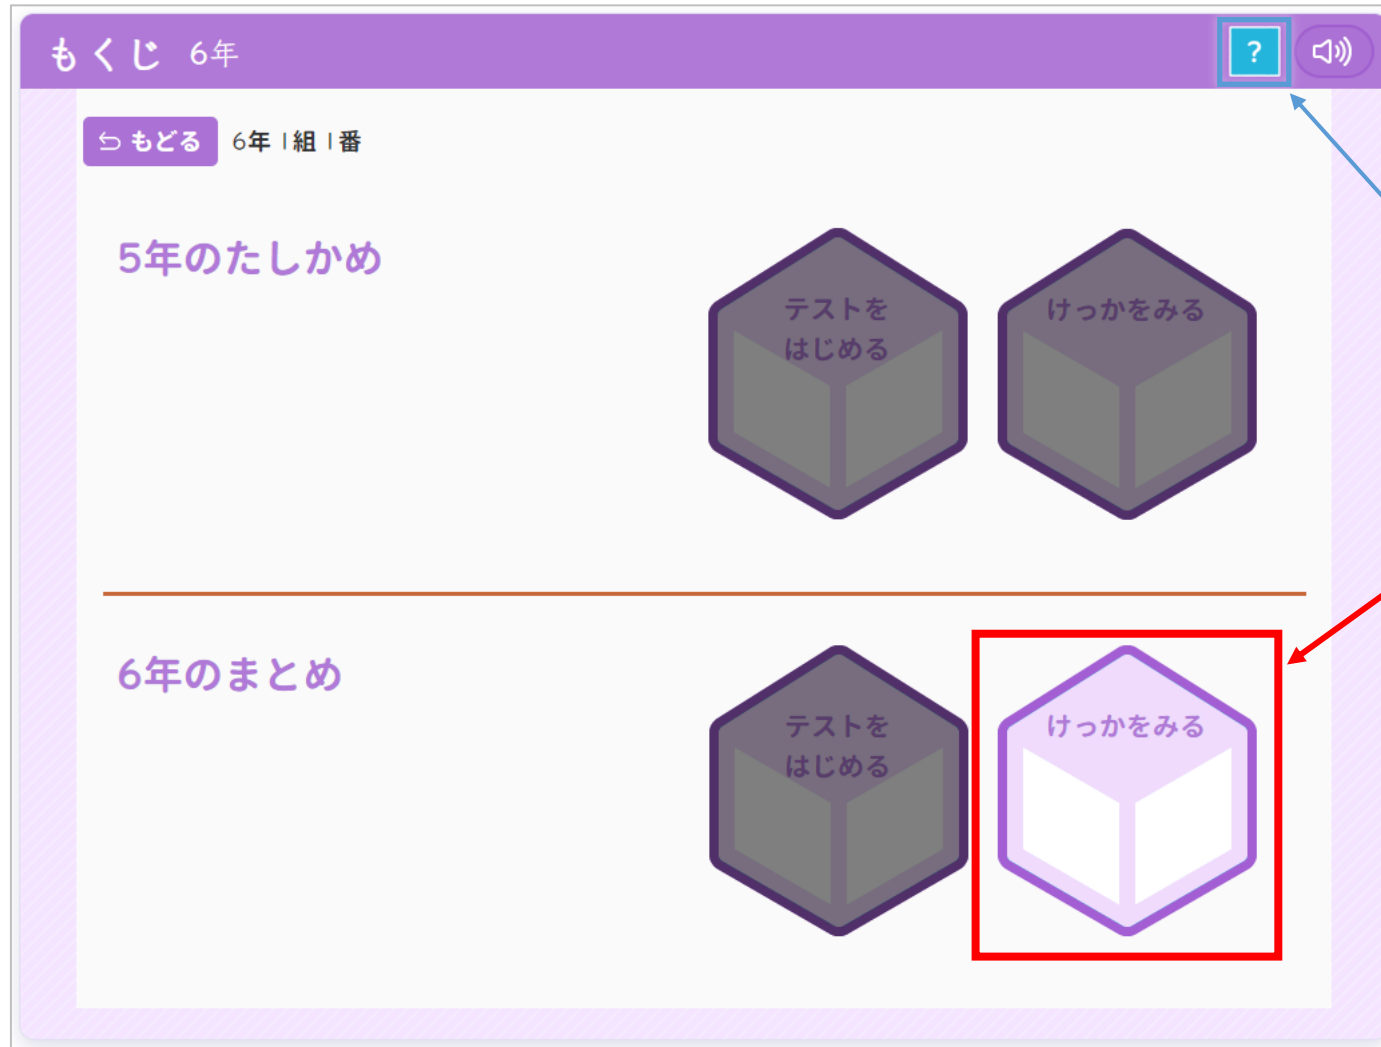 もくじ 6年
?
もどる 6年 1組 1番
5年のたしかめ
テストを
はじめる
けっかをみる
6年のまとめ
テストを
はじめる
けっかをみる